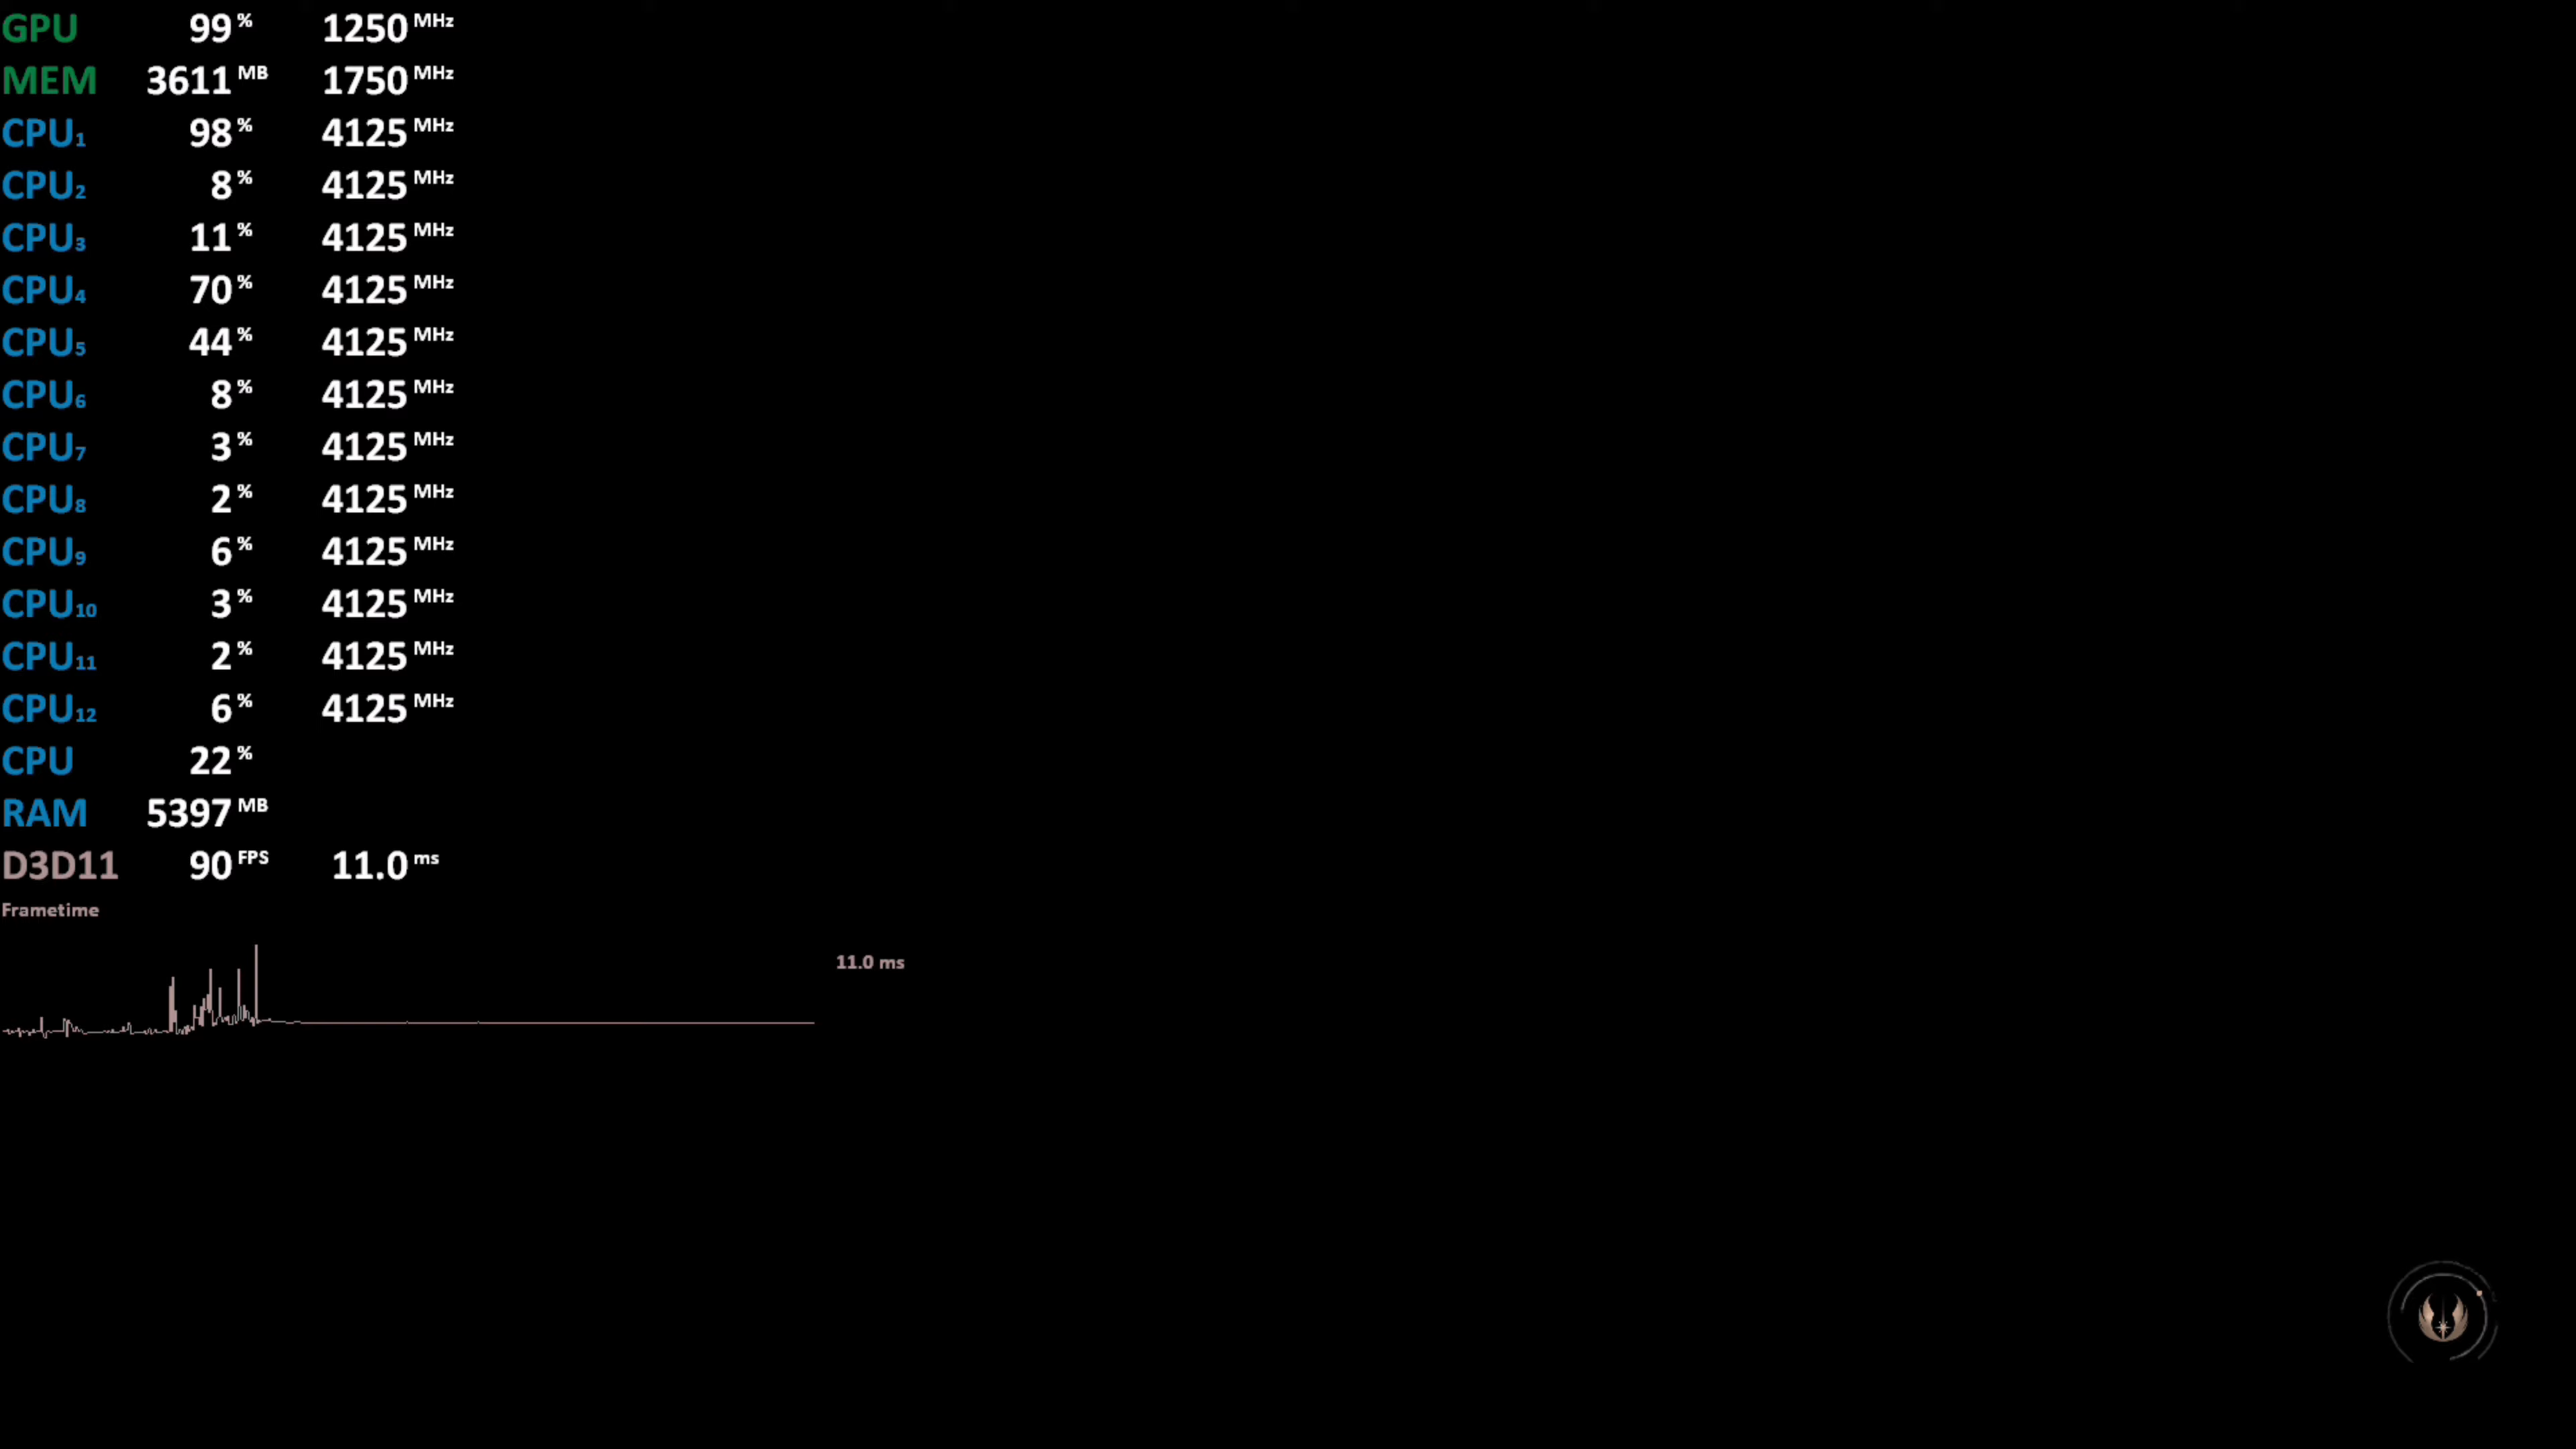 GPU 99 % 1250 MHz
MEM 3611 MB 1750 MHz
CPU1 98 % 4125 MHz
CPU2 8 % 4125 MHz
CPU3 11 % 4125 MHz
CPU4 70 % 4125 MHz
CPU5 44 % 4125 MHz
CPU6 8 % 4125 MHz
CPU7 3 % 4125 MHz
CPU8 2 % 4125 MHz
CPU9 6 % 4125 MHz
CPU10 3 % 4125 MHz
CPU11 2 % 4125 MHz
CPU12 6 % 4125 MHz
CPU 22 %
RAM 5397 MB
D3D11 90 FPS 11.0 ms
Frametime
11.0 ms